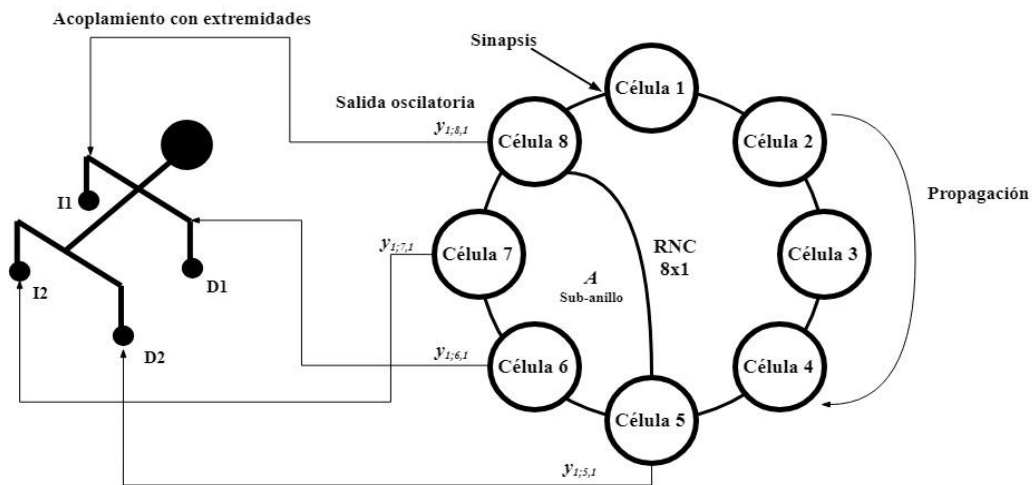 Acoplamiento con extremidades
Sinapsis
Célula 1
Salida oscilatoria
y1;8,1
Célula 8
Célula 2
Propagación
I1
y1;7,1
Célula 7
RNC
8x1
Célula 3
I2
D1
A
Sub-anillo
D2
y1;6,1
Célula 6
Célula 4
Célula 5
y1;5,1